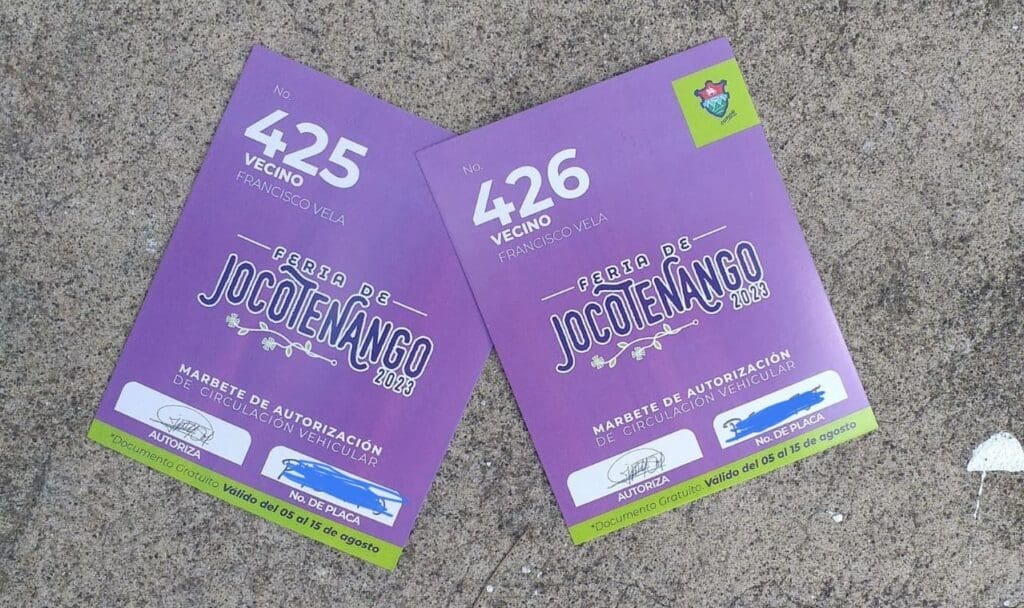 No.
425
VECINO
FRANCISCO VELA
FERIA DE
JOCOTENANGO
2023
MARBETE DE AUTORIZACIÓN
DE CIRCULACIÓN VEHICULAR
AUTORIZA
No. DE PLACA
*Documento Gratuito Válido del 05 al 15 de agosto
No.
426
VECINO
FRANCISCO VELA
FERIA DE
JOCOTENANGO
2023
MARBETE DE AUTORIZACIÓN
DE CIRCULACIÓN VEHICULAR
AUTORIZA
No. DE PLACA
*Documento Gratuito Válido del 05 al 15 de agosto